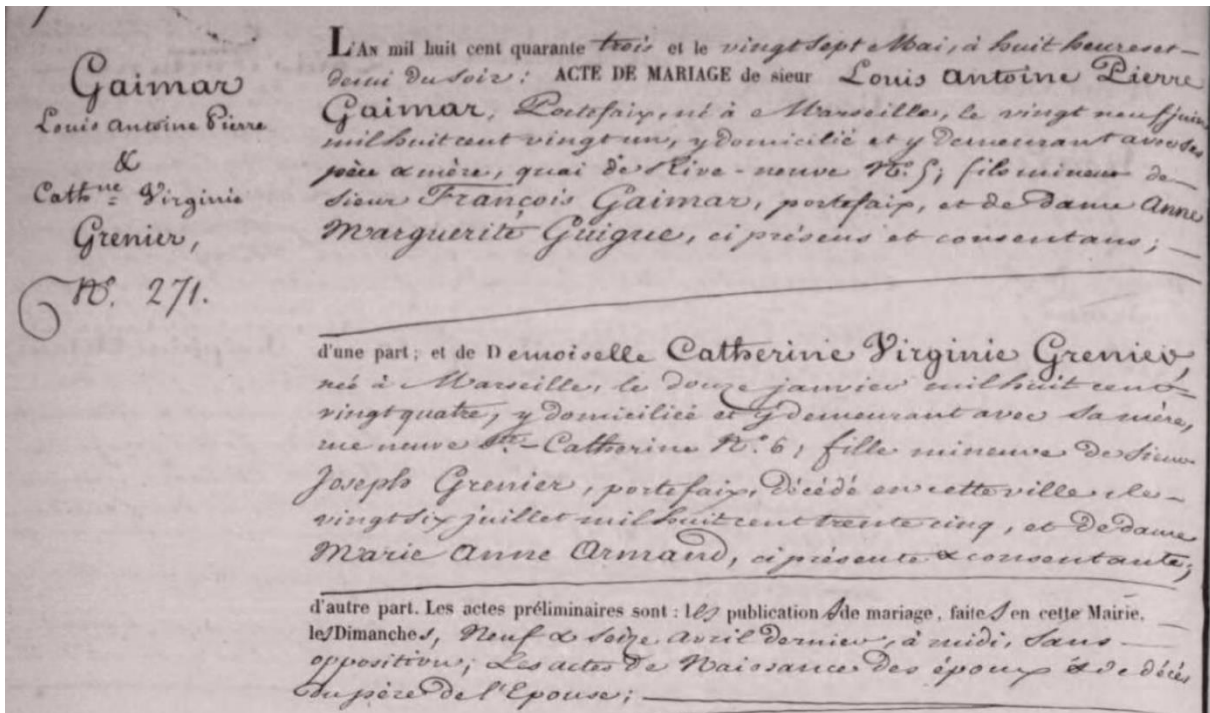 Gaimar
Louis Antoine Pierre
&
Cath.ne Virginie
Grenier,
N.° 271.
L'AN mil huit cent quarante trois et le vingt sept Mai, à huit heures et
demi du soir : ACTE DE MARIAGE de sieur Louis Antoine Pierre
Gaimar, Portefaix, né à Marseille, le vingt neuf juin
mil huit cent vingt un, y domicilié et y demeurant avec ses
père & mère, quai de Rive-neuve N.° 5; fils mineur de
sieur François Gaimar, portefaix, et de dame Anne
Marguerite Guigue, ci présens et consentans;
d'une part ; et de Demoiselle Catherine Virginie Grenier,
née à Marseille, le douze janvier mil huit cent
vingt quatre, y domiciliée et y demeurant avec sa mère,
rue neuve Ste-Catherine N.° 6; fille mineure de sieur
Joseph Grenier, portefaix, décédé en cette ville le
vingt six juillet mil huit cent trente cinq, et de dame
Marie Anne Armand, ci présente & consentante;
d'autre part. Les actes préliminaires sont : les publications de mariage, faites en cette Mairie,
les Dimanches, Neuf & seize avril dernier, à midi, sans
opposition; Les actes de Naissance des époux & de décès
du père de l'Epouse;